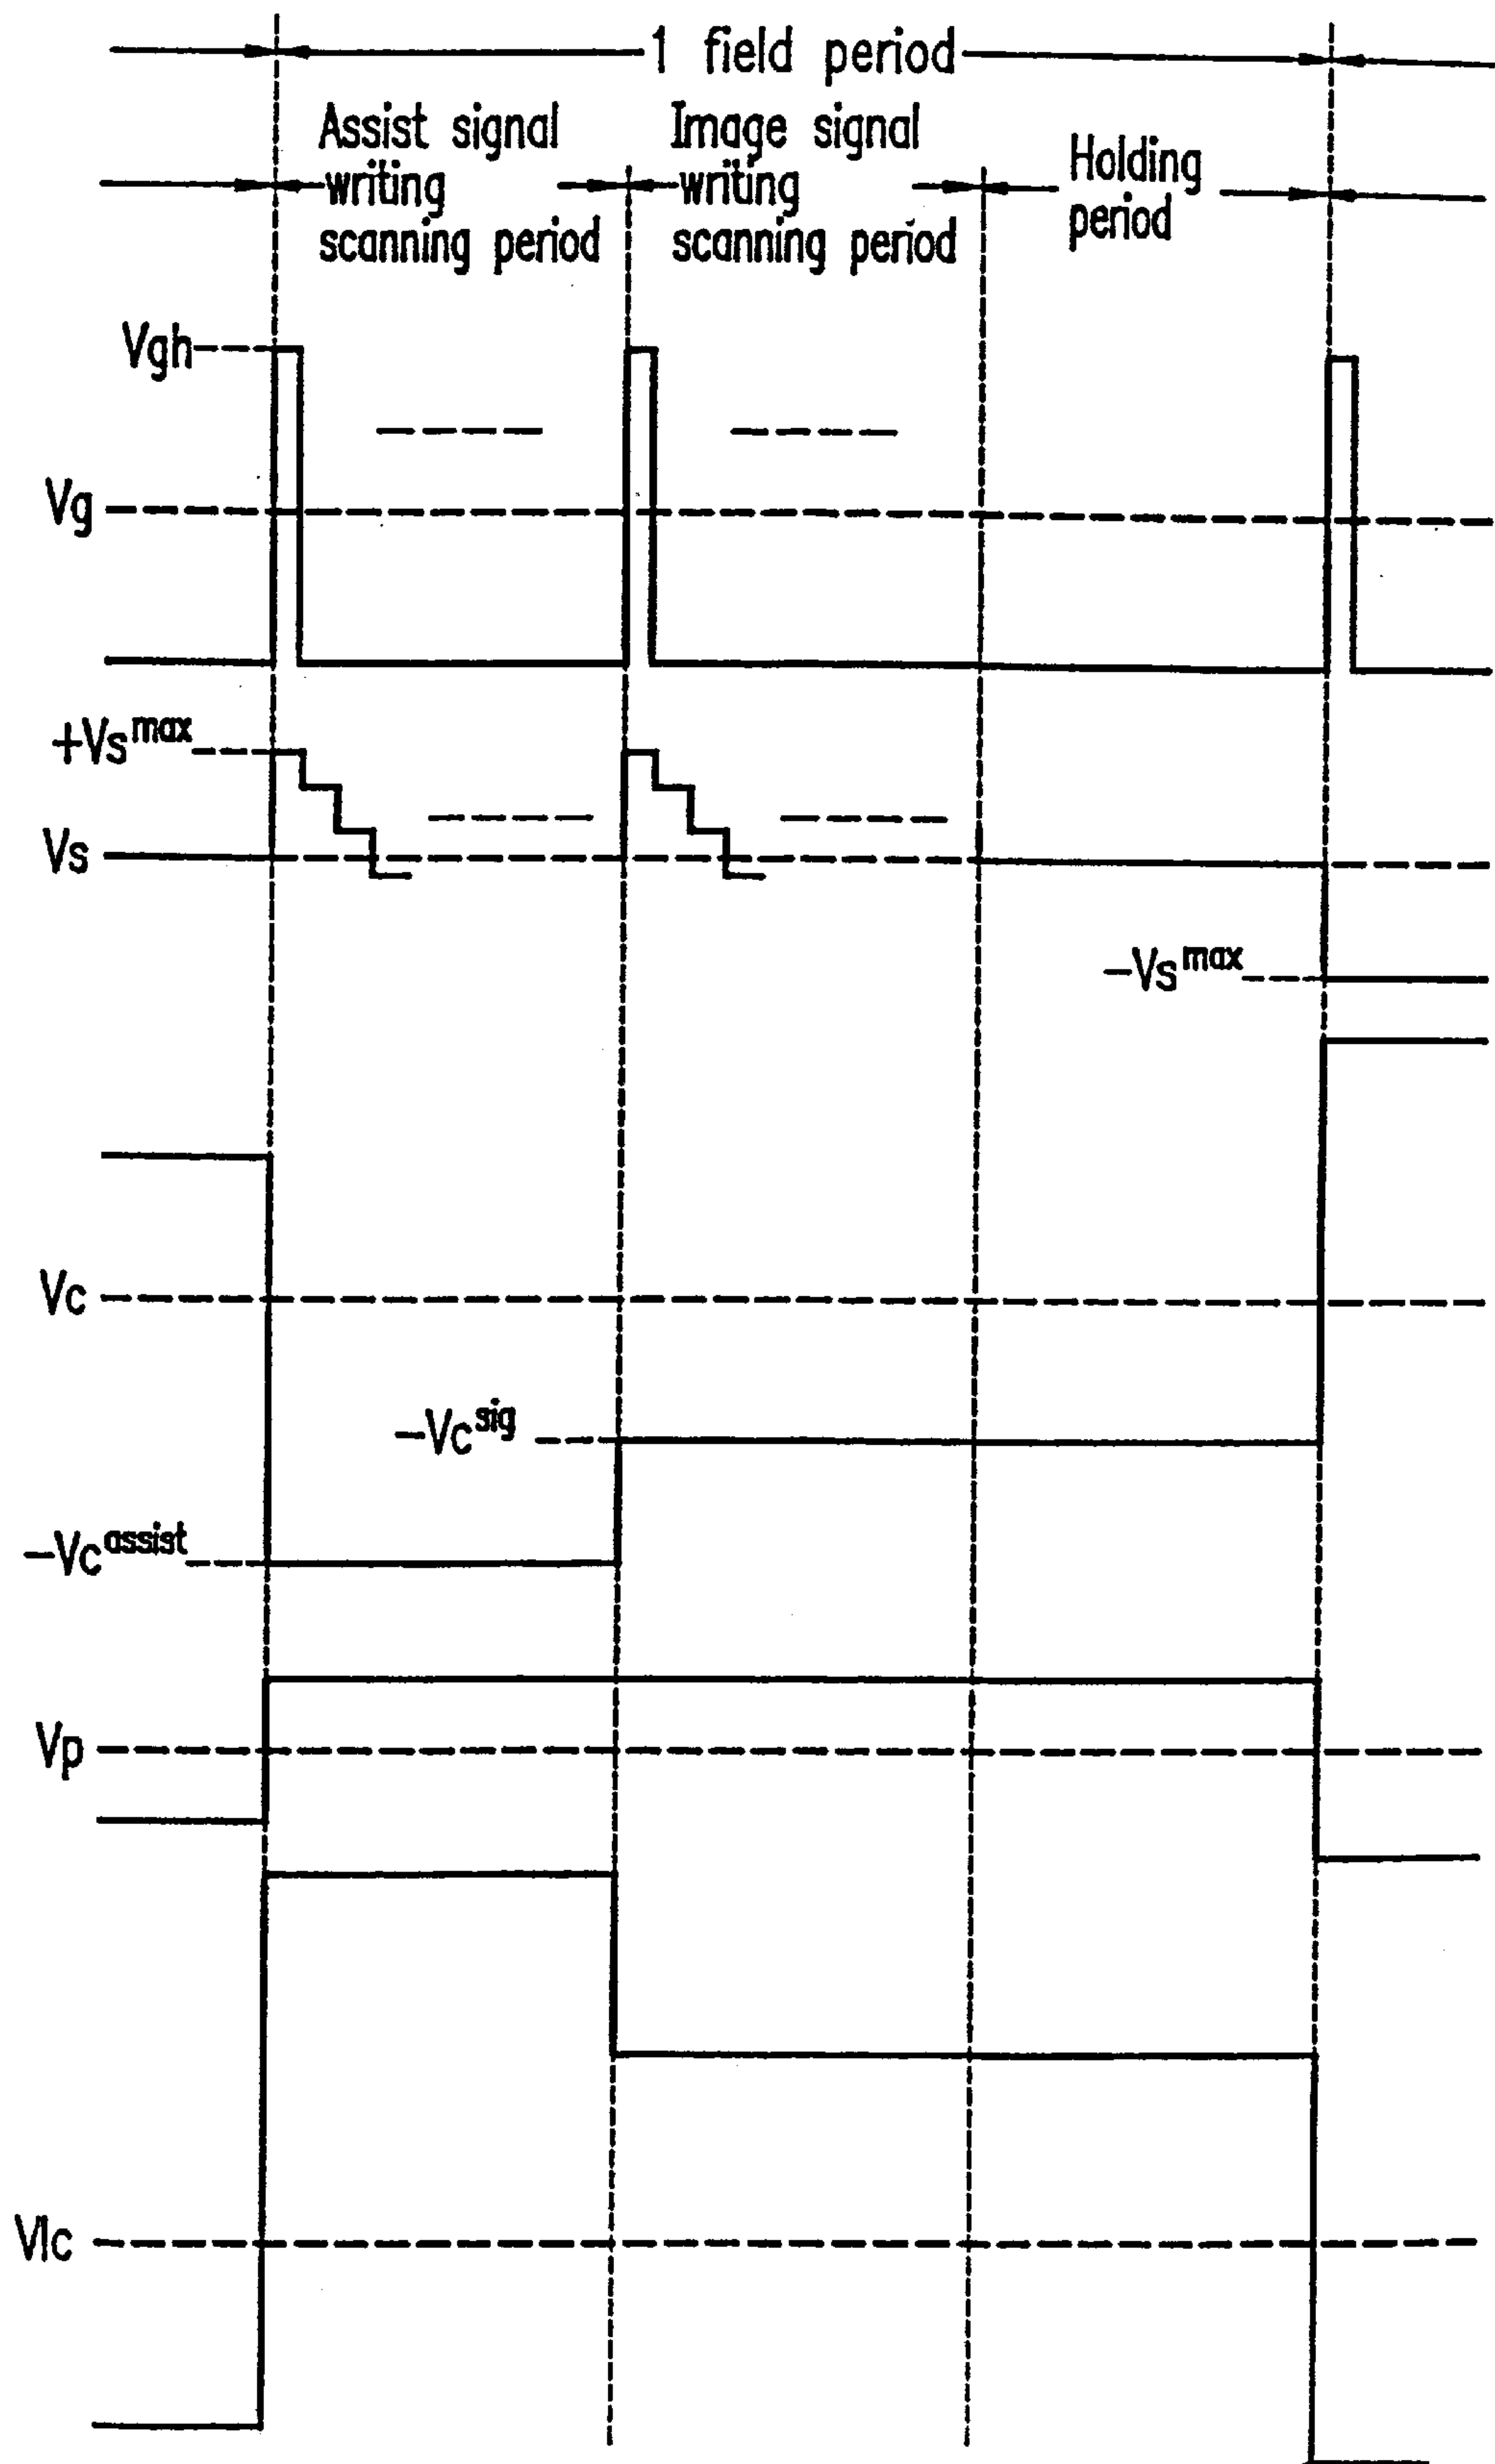 1 field period
Assist signal
writing
scanning period
Image signal
writing
scanning period
Holding
period
Vgh
Vg
+Vs max
Vs
-Vs max
Vc
-Vc sig
-Vc assist
Vp
Vlc